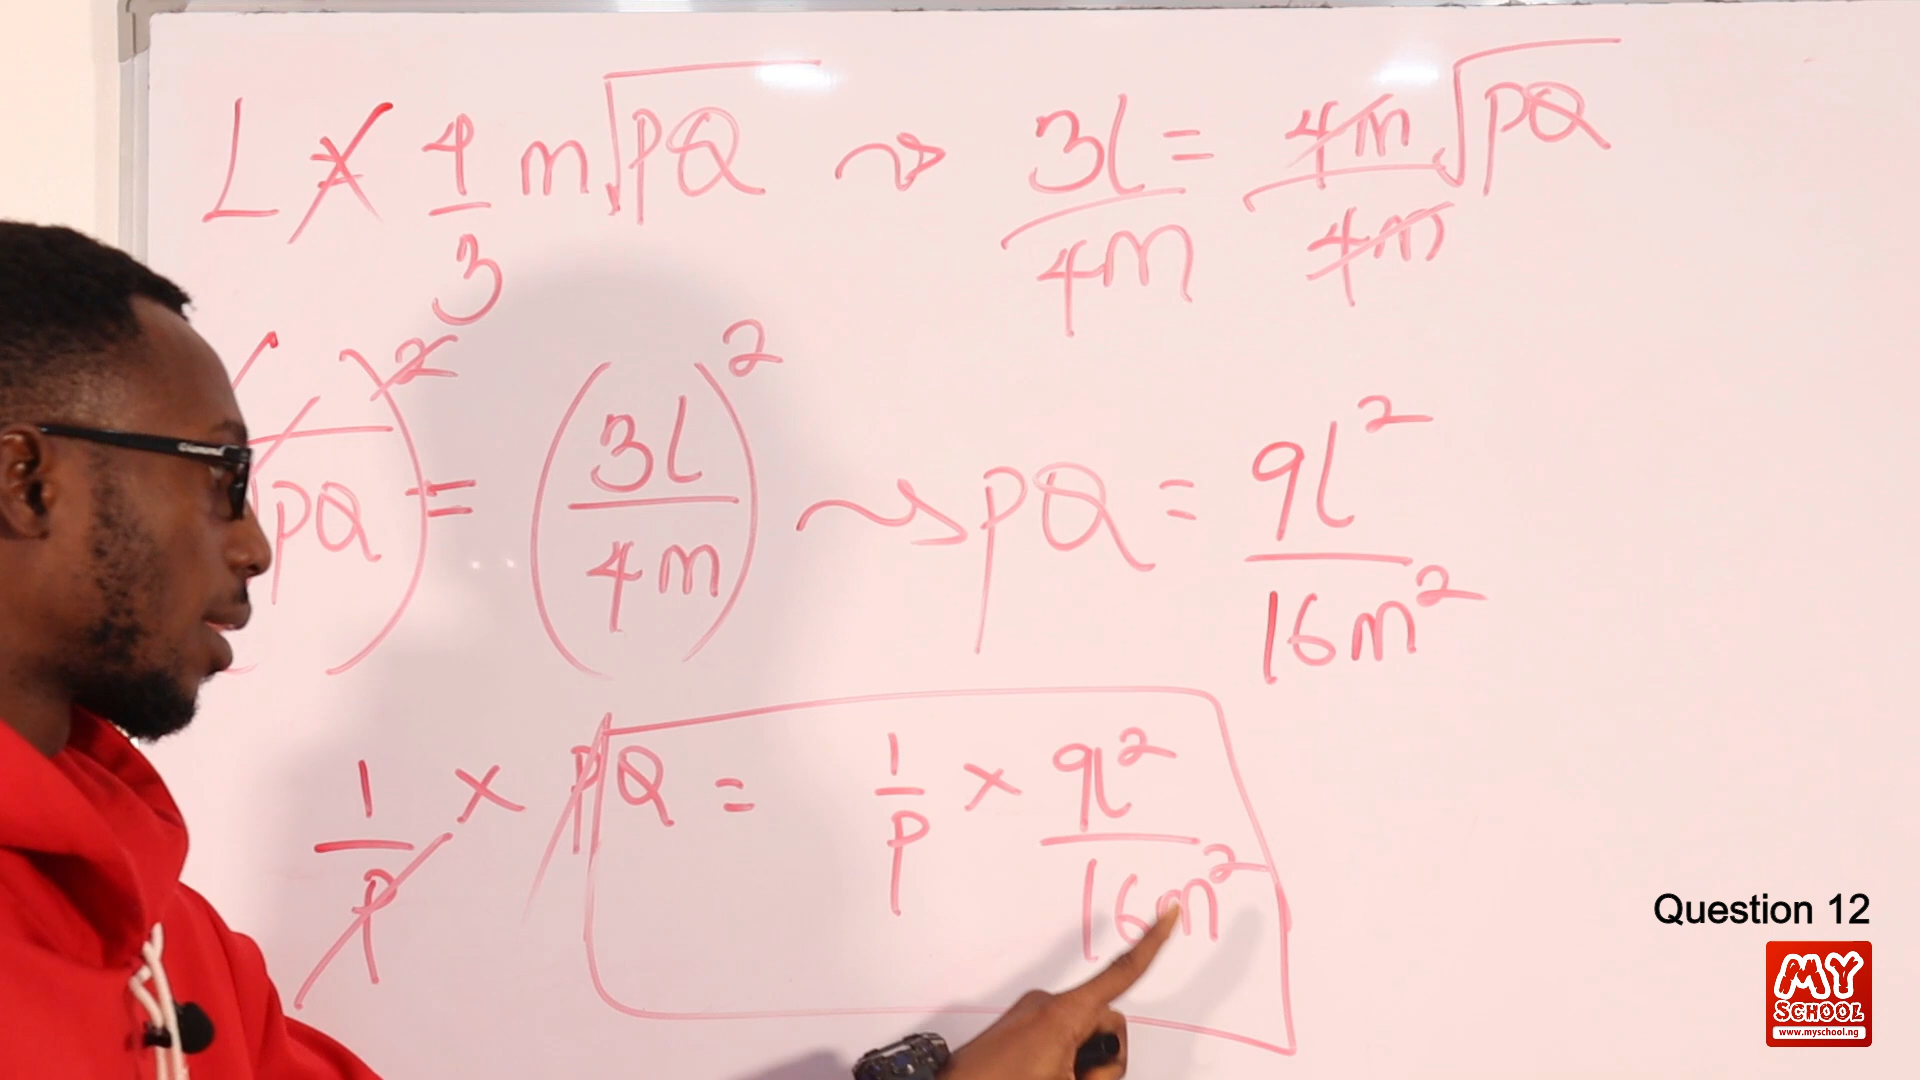 L × 4/3 m√PQ ⇝ 3l/4m = 4m/4m √PQ
(√PQ)² = (3l/4m)² ⇝ PQ = 9l²/16m²
1/P × PQ = 1/P × 9l²/16m²
Question 12
MY
SCHOOL
www.myschool.ng